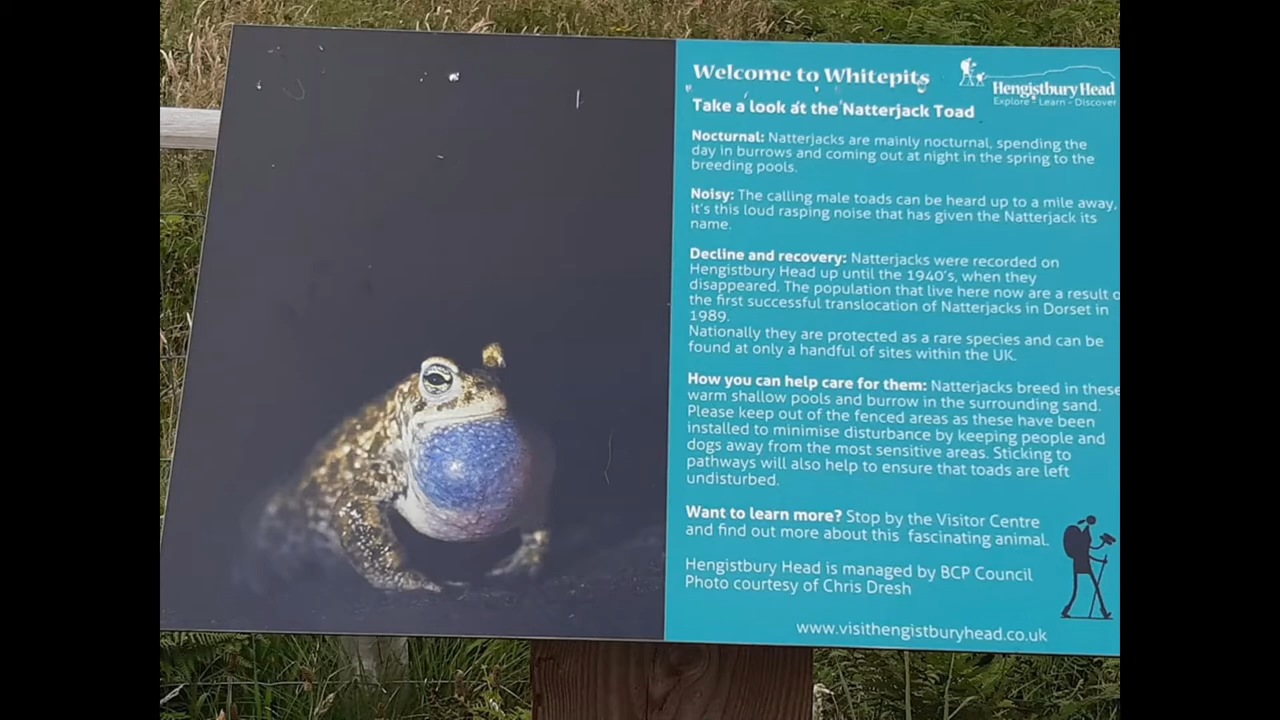 Welcome to Whitepits
Hengistbury Head
Explore - Learn - Discover
Take a look at the Natterjack Toad
Nocturnal: Natterjacks are mainly nocturnal, spending the
day in burrows and coming out at night in the spring to the
breeding pools.
Noisy: The calling male toads can be heard up to a mile away,
it's this loud rasping noise that has given the Natterjack its
name.
Decline and recovery: Natterjacks were recorded on
Hengistbury Head up until the 1940's, when they
disappeared. The population that live here now are a result o
the first successful translocation of Natterjacks in Dorset in
1989.
Nationally they are protected as a rare species and can be
found at only a handful of sites within the UK.
How you can help care for them: Natterjacks breed in these
warm shallow pools and burrow in the surrounding sand.
Please keep out of the fenced areas as these have been
installed to minimise disturbance by keeping people and
dogs away from the most sensitive areas. Sticking to
pathways will also help to ensure that toads are left
undisturbed.
Want to learn more? Stop by the Visitor Centre
and find out more about this fascinating animal.
Hengistbury Head is managed by BCP Council
Photo courtesy of Chris Dresh
www.visithengistburyhead.co.uk